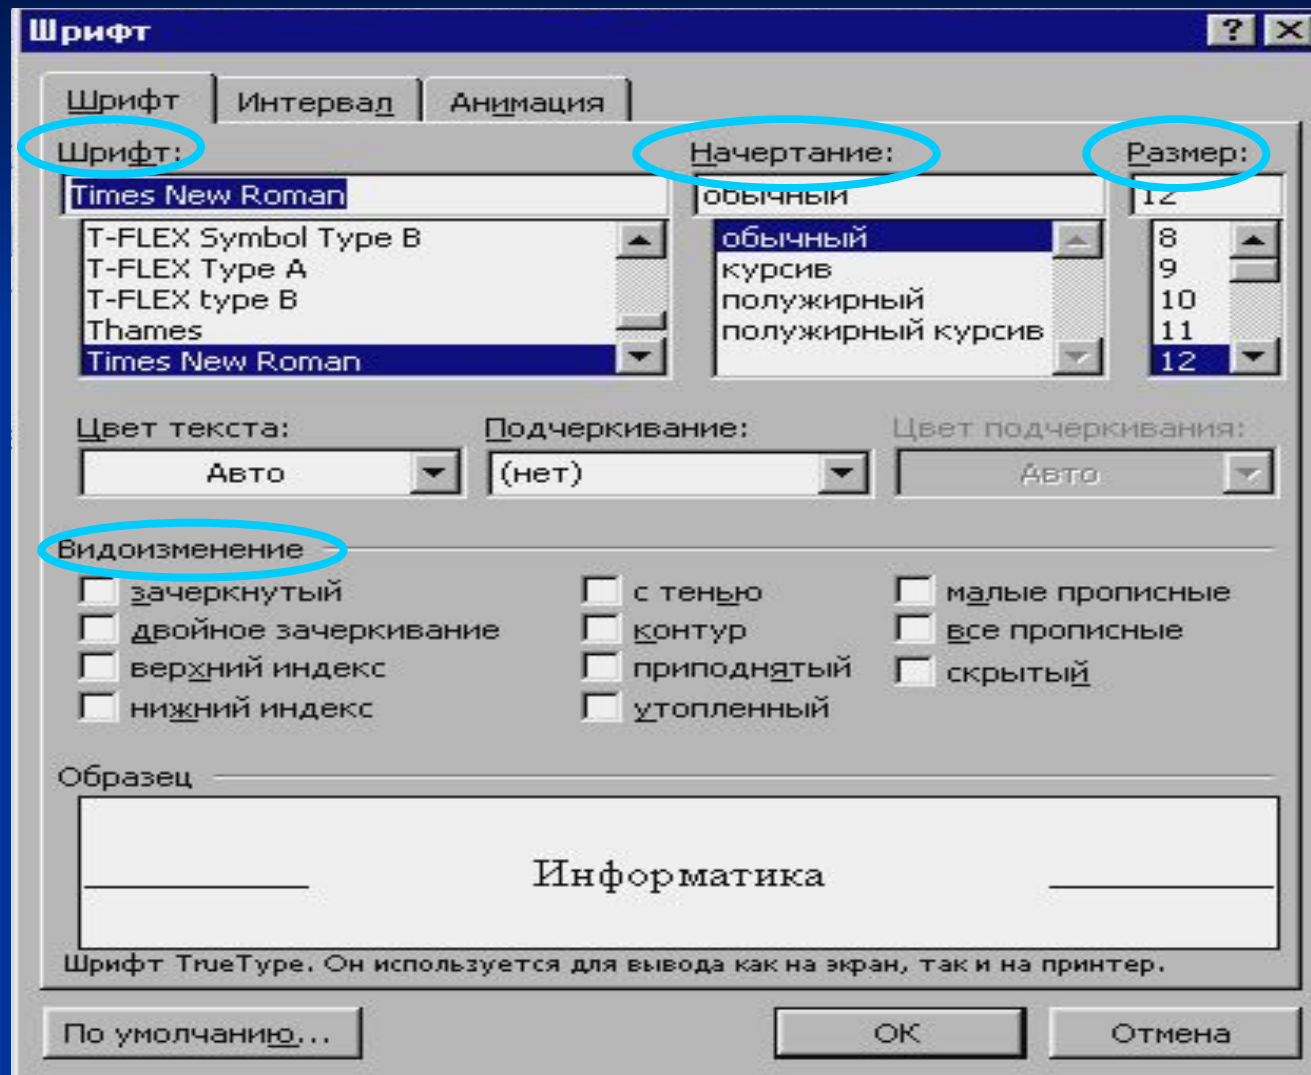 Шрифт
Шрифт Интервал Анимация
Шрифт: Начертание: Размер:
Times New Roman обычный 12
T-FLEX Symbol Type B обычный 8
T-FLEX Type A курсив 9
T-FLEX type B полужирный 10
Thames полужирный курсив 11
Times New Roman 12
Цвет текста: Подчеркивание: Цвет подчеркивания:
Авто (нет) Авто
Видоизменение
зачеркнутый с тенью малые прописные
двойное зачеркивание контур все прописные
верхний индекс приподнятый скрытый
нижний индекс утопленный
Образец
Информатика
Шрифт TrueType. Он используется для вывода как на экран, так и на принтер.
По умолчанию... ОК Отмена